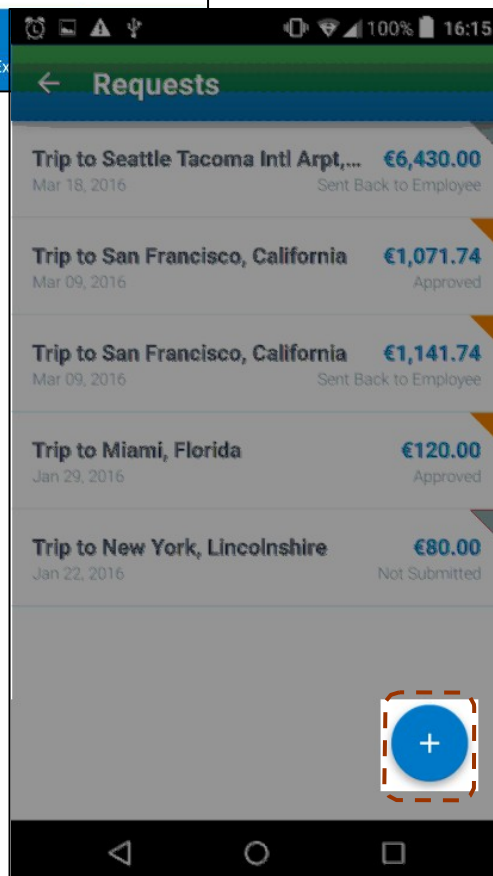 100% 16:15
Ex
← Requests
Trip to Seattle Tacoma Intl Arpt,... €6,430.00
Mar 18, 2016 Sent Back to Employee
Trip to San Francisco, California €1,071.74
Mar 09, 2016 Approved
Trip to San Francisco, California €1,141.74
Mar 09, 2016 Sent Back to Employee
Trip to Miami, Florida €120.00
Jan 29, 2016 Approved
Trip to New York, Lincolnshire €80.00
Jan 22, 2016 Not Submitted
+